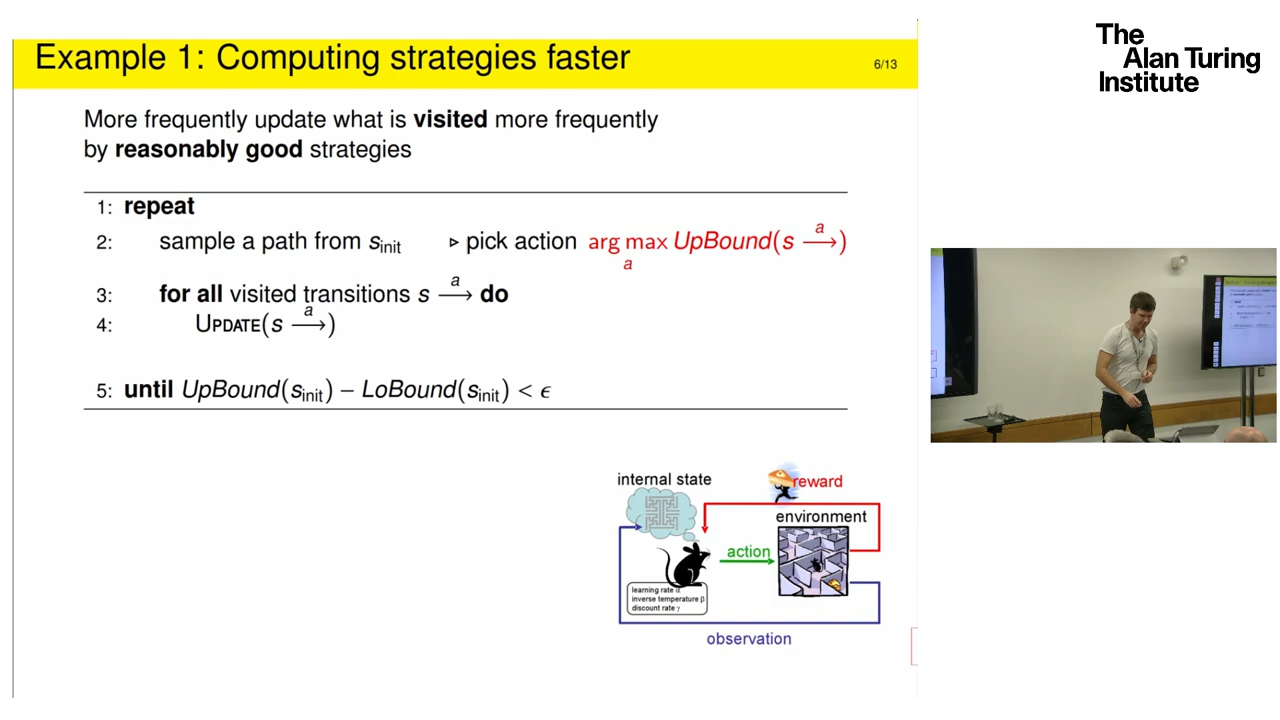 Example 1: Computing strategies faster
6/13
The
Alan Turing
Institute
More frequently update what is visited more frequently
by reasonably good strategies
1: repeat
2: sample a path from s_init ▷ pick action arg max_a UpBound(s –a→)
3: for all visited transitions s –a→ do
4: UPDATE(s –a→)
5: until UpBound(s_init) − LoBound(s_init) < ϵ
internal state
reward
environment
action
learning rate α
inverse temperature β
discount rate γ
observation